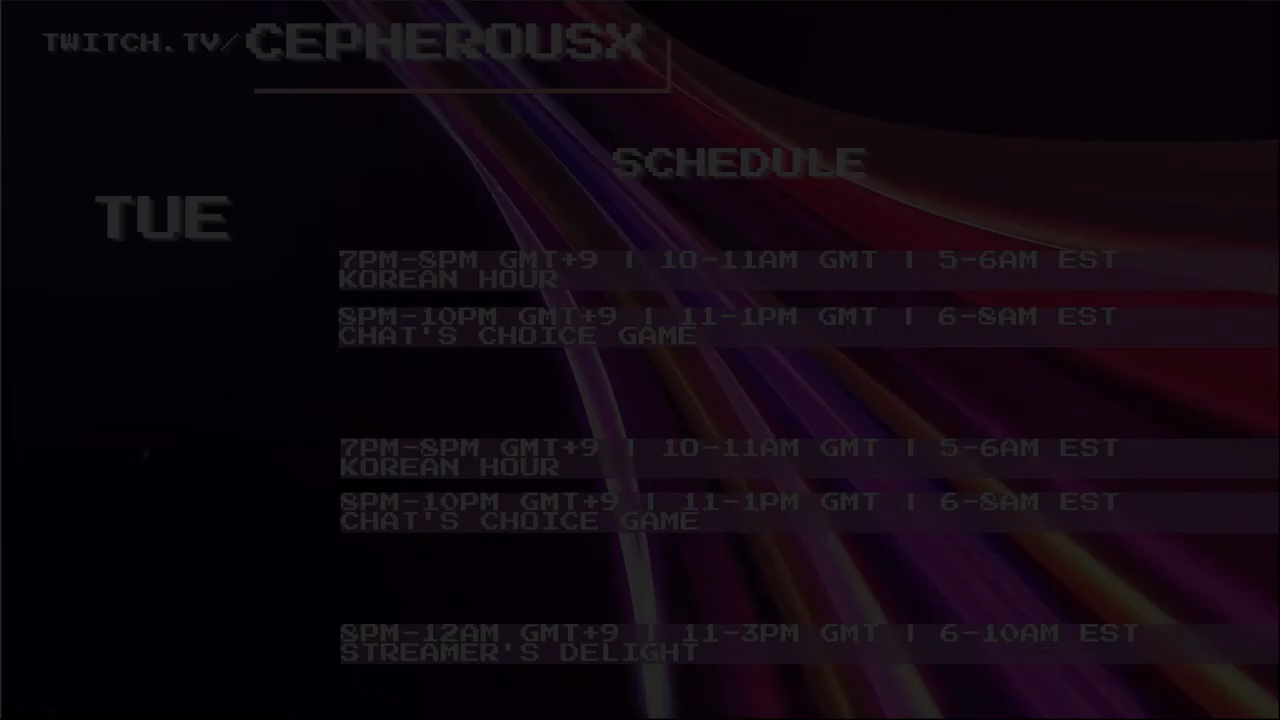 TWITCH.TV/CEPHEROUSX
SCHEDULE
TUE
7PM-8PM GMT+9 | 10-11AM GMT | 5-6AM EST
KOREAN HOUR
8PM-10PM GMT+9 | 11-1PM GMT | 6-8AM EST
CHAT'S CHOICE GAME
7PM-8PM GMT+9 | 10-11AM GMT | 5-6AM EST
KOREAN HOUR
8PM-10PM GMT+9 | 11-1PM GMT | 6-8AM EST
CHAT'S CHOICE GAME
8PM-12AM GMT+9 | 11-3PM GMT | 6-10AM EST
STREAMER'S DELIGHT